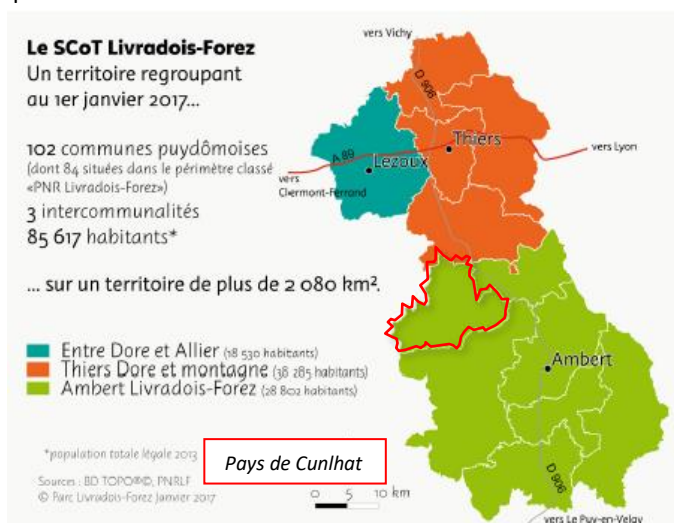 Le SCoT Livradois-Forez
Un territoire regroupant
au 1er janvier 2017...
102 communes puydômoises
(dont 84 situées dans le périmètre classé
«PNR Livradois-Forez»)
3 intercommunalités
85 617 habitants*
... sur un territoire de plus de 2 080 km².
Entre Dore et Allier (18 530 habitants)
Thiers Dore et montagne (38 285 habitants)
Ambert Livradois-Forez (28 802 habitants)
*population totale légale 2013
Sources : BD TOPO®©, PNRLF
© Parc Livradois-Forez Janvier 2017
Pays de Cunlhat
0 5 10 km
vers Vichy
D 906
Thiers
vers Lyon
A 89
Lezoux
vers
Clermont-Ferrand
Ambert
D 906
vers Le Puy-en-Velay